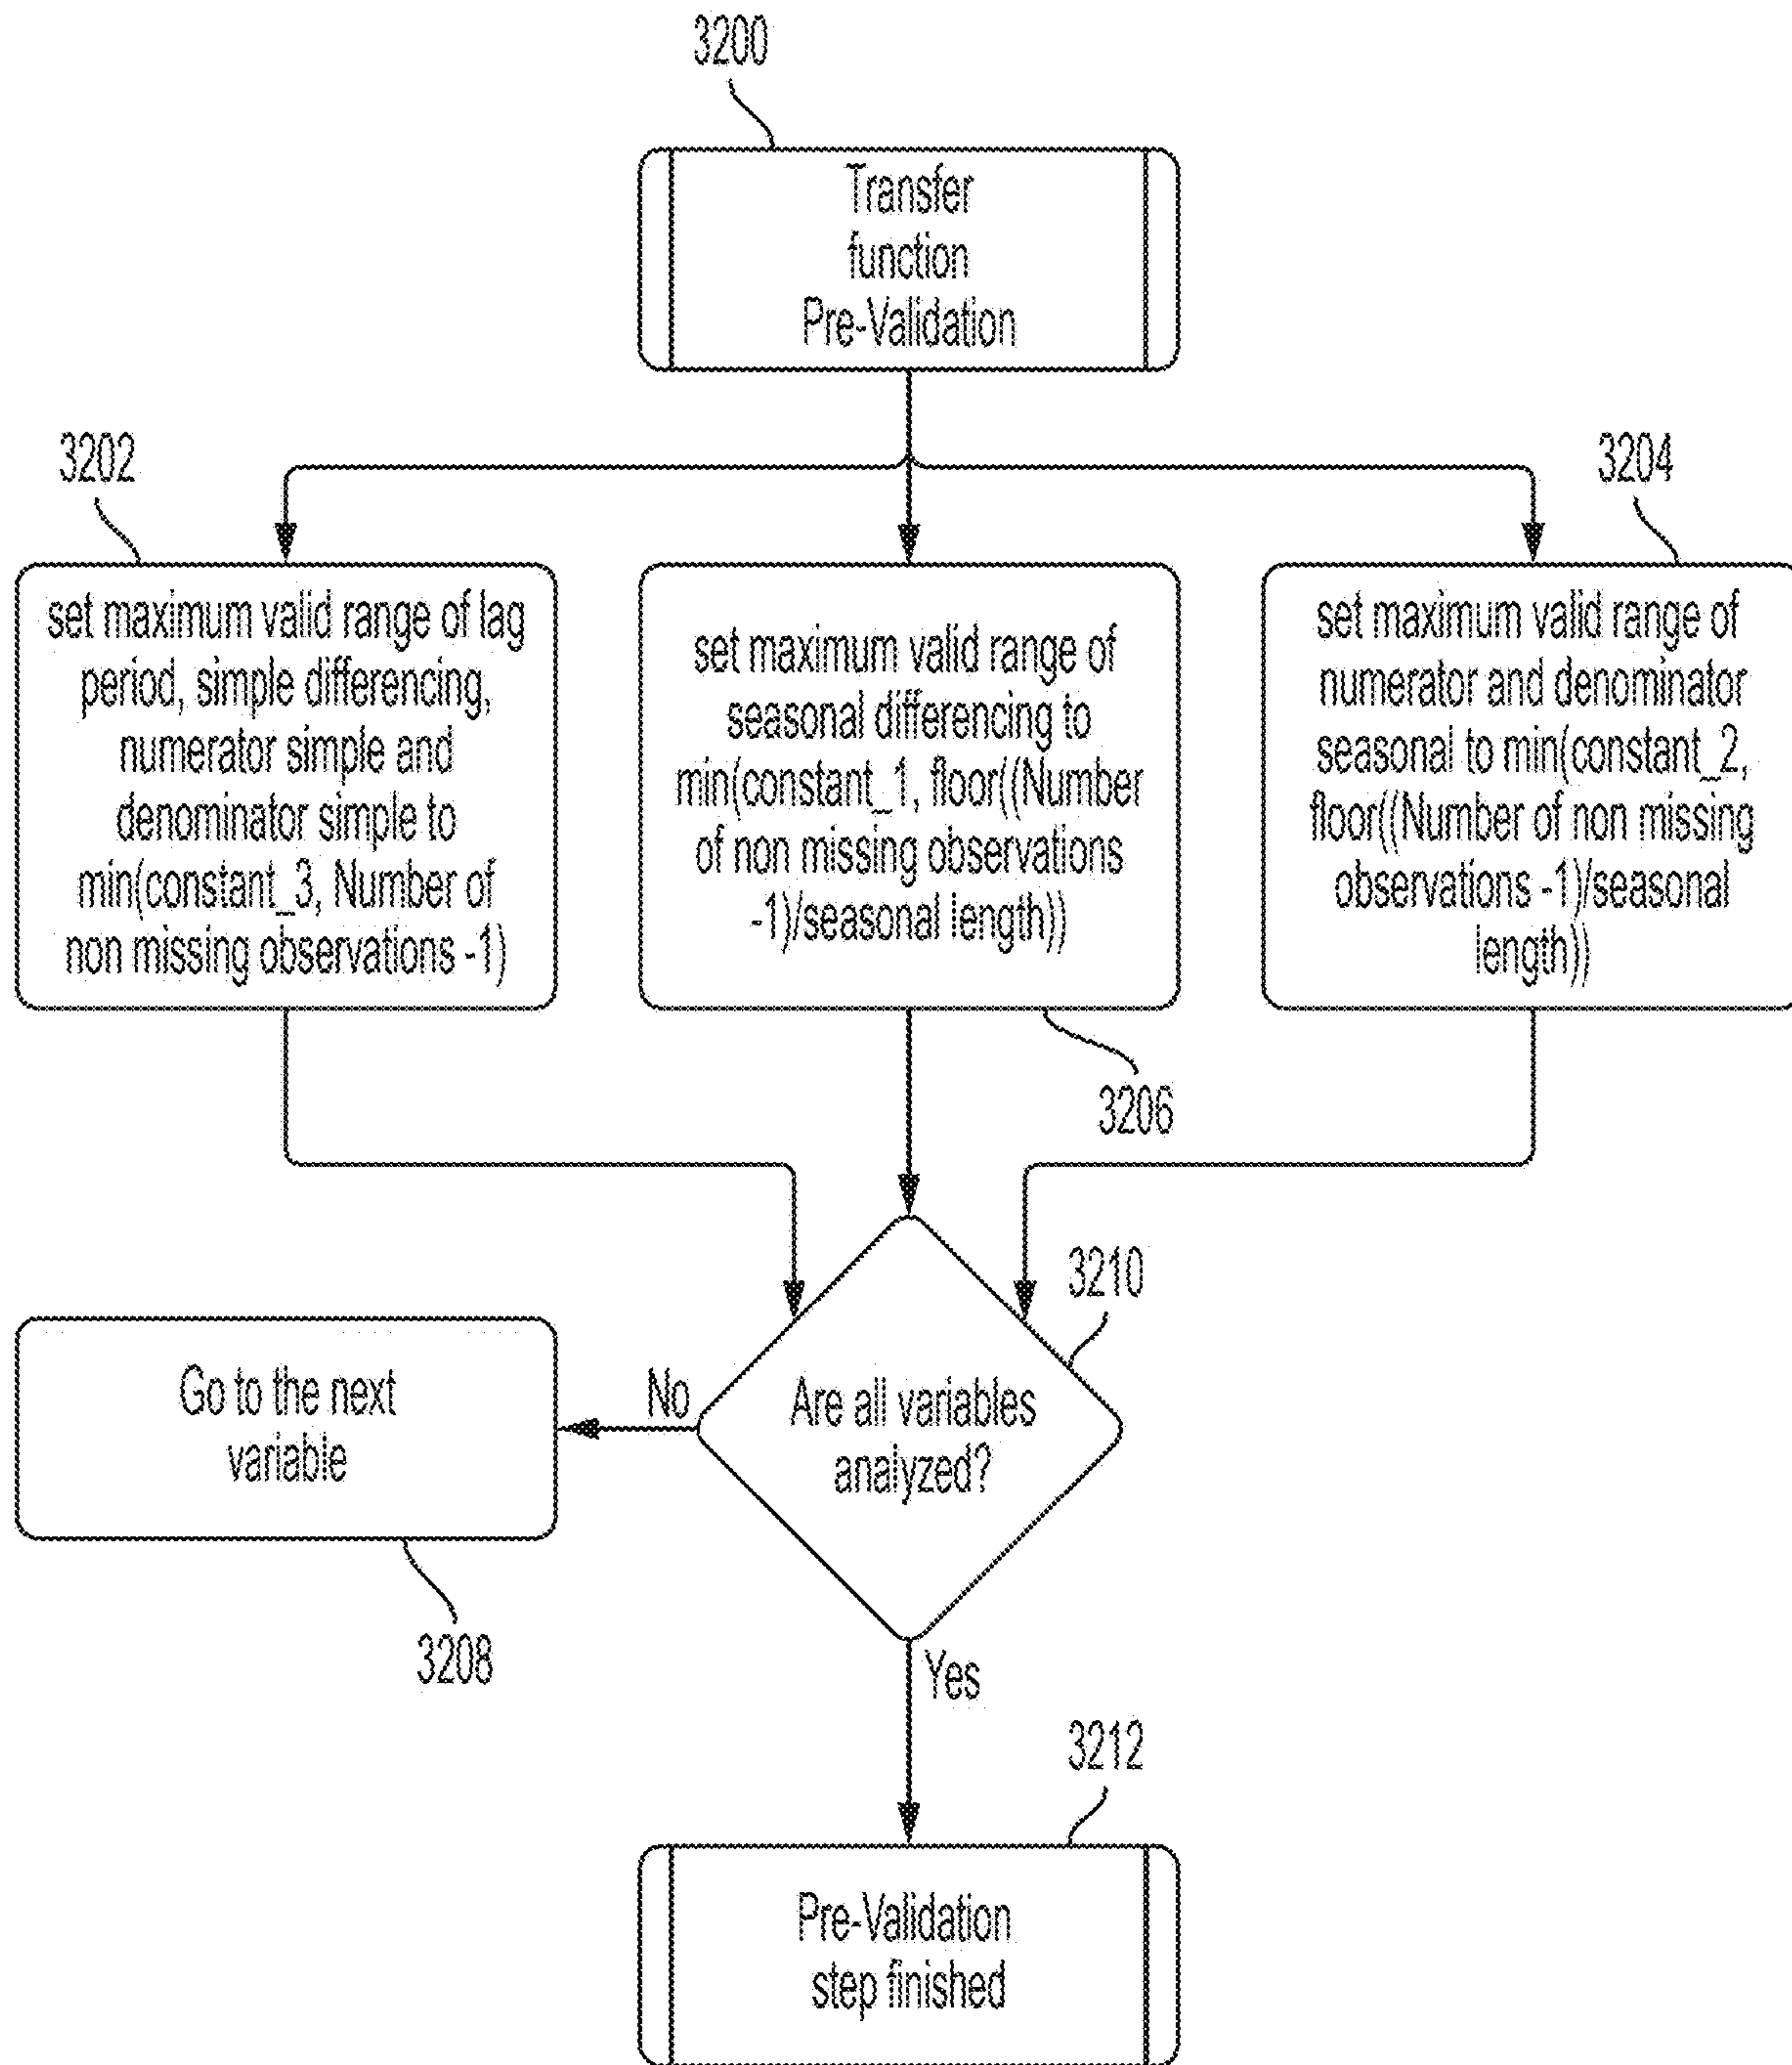 3200
Transfer
function
Pre-Validation
3202
3204
set maximum valid range of lag
period, simple differencing,
numerator simple and
denominator simple to
min(constant_3, Number of
non missing observations -1)
set maximum valid range of
seasonal differencing to
min(constant_1, floor((Number
of non missing observations
-1)/seasonal length))
set maximum valid range of
numerator and denominator
seasonal to min(constant_2,
floor((Number of non missing
observations -1)/seasonal
length))
3206
3210
Go to the next
variable
No
Are all variables
analyzed?
3208
Yes
3212
Pre-Validation
step finished